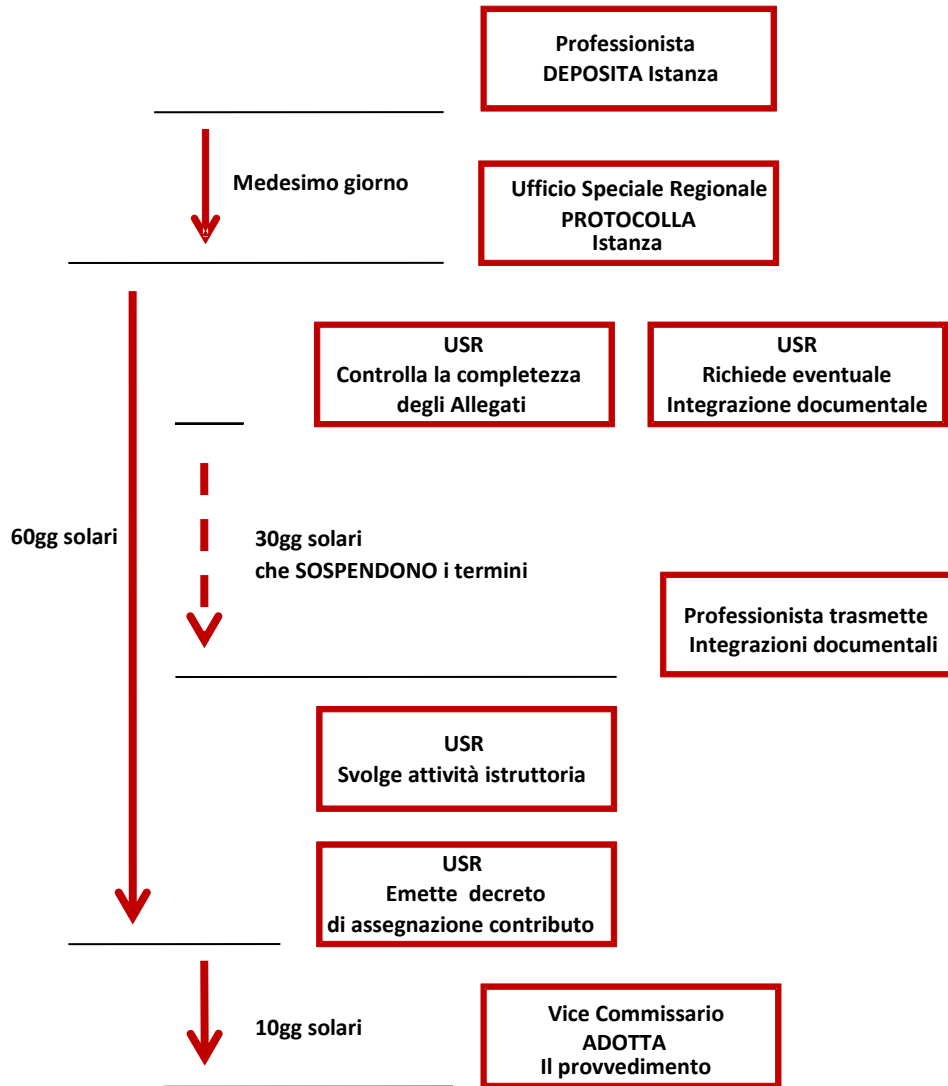 Professionista
DEPOSITA Istanza
Medesimo giorno
Ufficio Speciale Regionale
PROTOCOLLA
Istanza
USR
Controlla la completezza
degli Allegati
USR
Richiede eventuale
Integrazione documentale
60gg solari
30gg solari
che SOSPENDONO i termini
Professionista trasmette
Integrazioni documentali
USR
Svolge attività istruttoria
USR
Emette decreto
di assegnazione contributo
10gg solari
Vice Commissario
ADOTTA
Il provvedimento